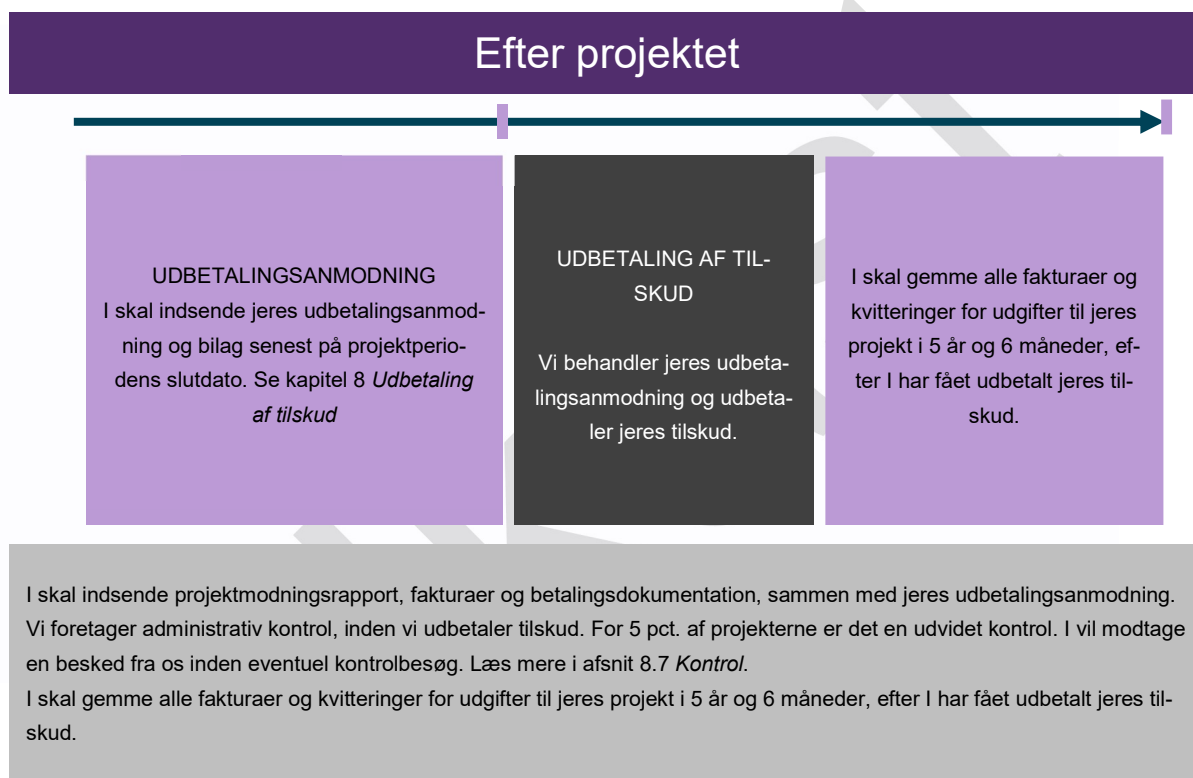 Efter projektet
UDBETALINGSANMODNING
I skal indsende jeres udbetalingsanmod-
ning og bilag senest på projektperio-
dens slutdato. Se kapitel 8 Udbetaling
af tilskud
UDBETALING AF TIL-
SKUD
Vi behandler jeres udbeta-
lingsanmodning og udbeta-
ler jeres tilskud.
I skal gemme alle fakturaer og
kvitteringer for udgifter til jeres
projekt i 5 år og 6 måneder, ef-
ter I har fået udbetalt jeres til-
skud.
I skal indsende projektmodningsrapport, fakturaer og betalingsdokumentation, sammen med jeres udbetalingsanmodning.
Vi foretager administrativ kontrol, inden vi udbetaler tilskud. For 5 pct. af projekterne er det en udvidet kontrol. I vil modtage
en besked fra os inden eventuel kontrolbesøg. Læs mere i afsnit 8.7 Kontrol.
I skal gemme alle fakturaer og kvitteringer for udgifter til jeres projekt i 5 år og 6 måneder, efter I har fået udbetalt jeres til-
skud.